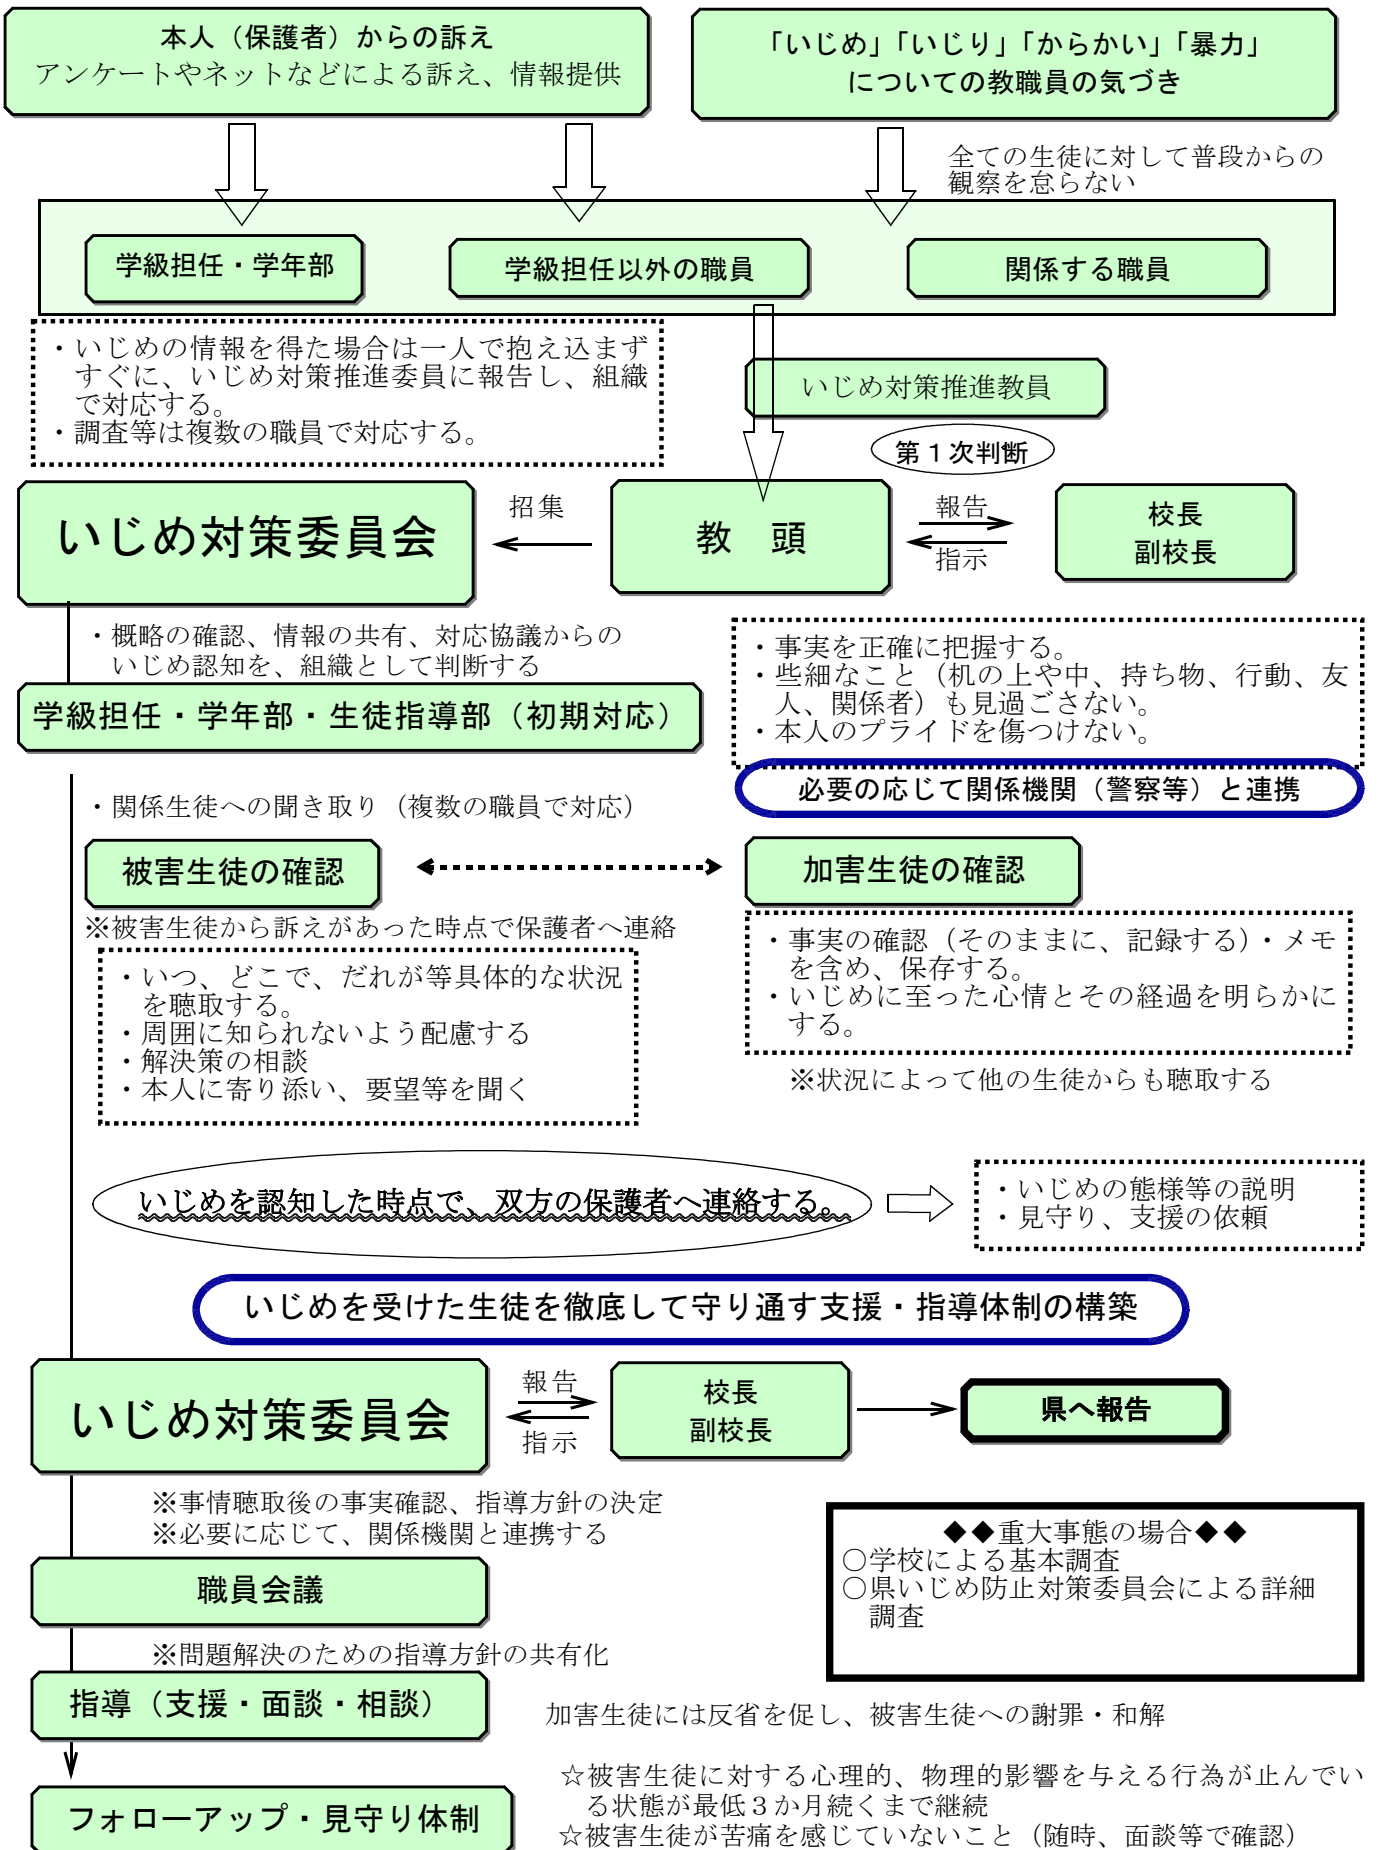 本人（保護者）からの訴え
アンケートやネットなどによる訴え、情報提供
「いじめ」「いじり」「からかい」「暴力」
についての教職員の気づき
全ての生徒に対して普段からの
観察を怠らない
学級担任・学年部
学級担任以外の職員
関係する職員
・いじめの情報を得た場合は一人で抱え込まず
すぐに、いじめ対策推進委員に報告し、組織
で対応する。
・調査等は複数の職員で対応する。
いじめ対策推進教員
第１次判断
いじめ対策委員会
招集
教　頭
報告
指示
校長
副校長
・概略の確認、情報の共有、対応協議からの
いじめ認知を、組織として判断する
学級担任・学年部・生徒指導部（初期対応）
・事実を正確に把握する。
・些細なこと（机の上や中、持ち物、行動、友
人、関係者）も見過ごさない。
・本人のプライドを傷つけない。
必要の応じて関係機関（警察等）と連携
・関係生徒への聞き取り（複数の職員で対応）
被害生徒の確認
加害生徒の確認
※被害生徒から訴えがあった時点で保護者へ連絡
・いつ、どこで、だれが等具体的な状況
を聴取する。
・周囲に知られないよう配慮する
・解決策の相談
・本人に寄り添い、要望等を聞く
・事実の確認（そのままに、記録する）・メモ
を含め、保存する。
・いじめに至った心情とその経過を明らかに
する。
※状況によって他の生徒からも聴取する
いじめを認知した時点で、双方の保護者へ連絡する。
・いじめの態様等の説明
・見守り、支援の依頼
いじめを受けた生徒を徹底して守り通す支援・指導体制の構築
いじめ対策委員会
報告
指示
校長
副校長
県へ報告
※事情聴取後の事実確認、指導方針の決定
※必要に応じて、関係機関と連携する
◆◆重大事態の場合◆◆
○学校による基本調査
○県いじめ防止対策委員会による詳細
調査
職員会議
※問題解決のための指導方針の共有化
指導（支援・面談・相談）
加害生徒には反省を促し、被害生徒への謝罪・和解
フォローアップ・見守り体制
☆被害生徒に対する心理的、物理的影響を与える行為が止んでい
る状態が最低３か月続くまで継続
☆被害生徒が苦痛を感じていないこと（随時、面談等で確認）